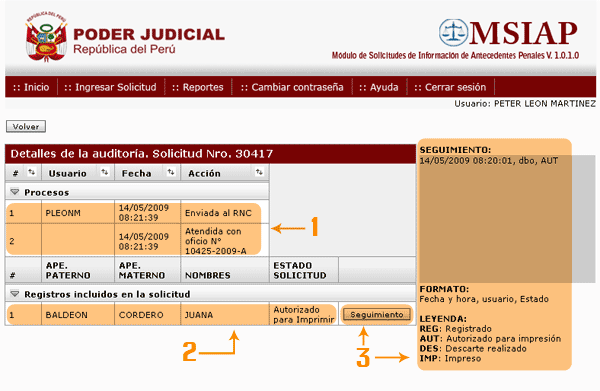 REPUBLICA DEL PERU
PODER JUDICIAL
República del Perú
MSIAP
Módulo de Solicitudes de Información de Antecedentes Penales V. 1.0.1.0
:: Inicio :: Ingresar Solicitud :: Reportes :: Cambiar contraseña :: Ayuda :: Cerrar sesión
Usuario: PETER LEON MARTINEZ
Volver
Detalles de la auditoría. Solicitud Nro. 30417
# Usuario Fecha Acción
Procesos
1 PLEONM 14/05/2009 08:21:39 Enviada al RNC
2 14/05/2009 08:21:39 Atendida con oficio N° 10425-2009-A
1
# APE. PATERNO APE. MATERNO NOMBRES ESTADO SOLICITUD
Registros incluidos en la solicitud
1 BALDEON CORDERO JUANA Autorizado para Imprimir Seguimiento
2
3
SEGUIMIENTO:
14/05/2009 08:20:01, dbo, AUT
FORMATO:
Fecha y hora, usuario, Estado
LEYENDA:
REG: Registrado
AUT: Autorizado para impresión
DES: Descarte realizado
IMP: Impreso